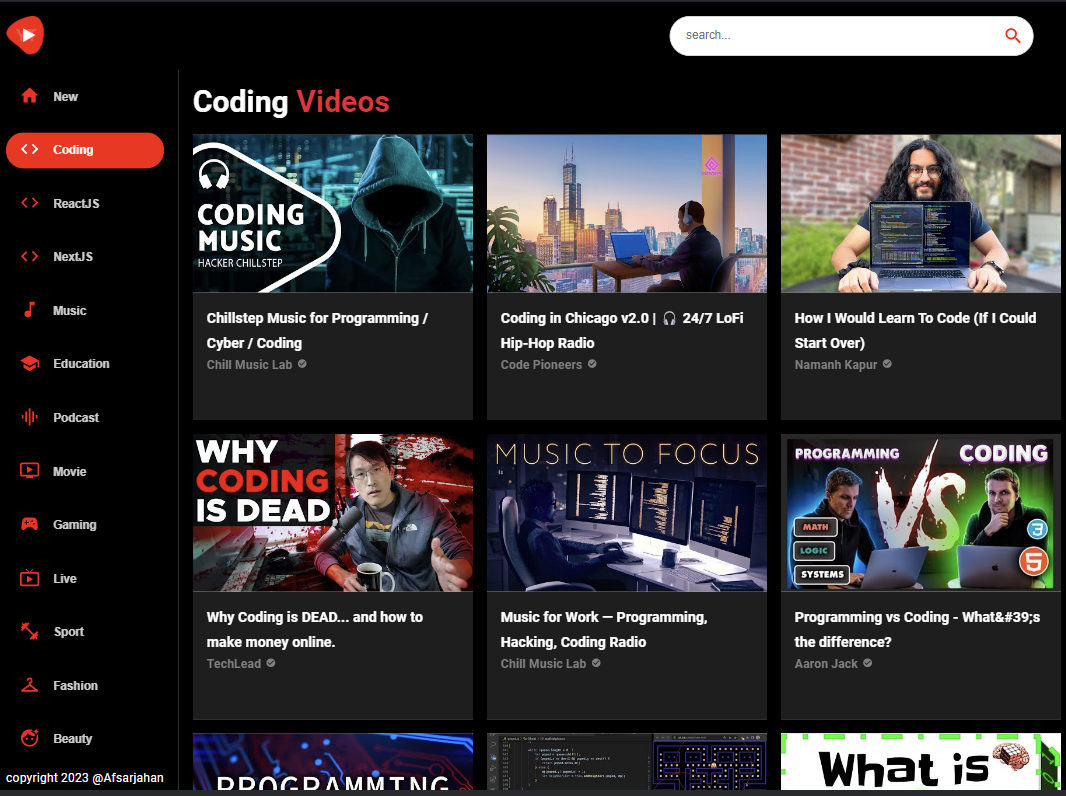 search...
New
Coding
ReactJS
NextJS
Music
Education
Podcast
Movie
Gaming
Live
Sport
Fashion
Beauty
copyright 2023 @Afsarjahan
Coding Videos
CODING
MUSIC
HACKER CHILLSTEP
Chillstep Music for Programming /
Cyber / Coding
Chill Music Lab
Coding in Chicago v2.0 | 🎧 24/7 LoFi
Hip-Hop Radio
Code Pioneers
How I Would Learn To Code (If I Could
Start Over)
Namanh Kapur
WHY
CODING
IS DEAD
Why Coding is DEAD... and how to
make money online.
TechLead
MUSIC TO FOCUS
Music for Work — Programming,
Hacking, Coding Radio
Chill Music Lab
PROGRAMMING
CODING
VS
MATH
LOGIC
SYSTEMS
3
5
Programming vs Coding - What&#39;s
the difference?
Aaron Jack
PROGRAMMING
What is